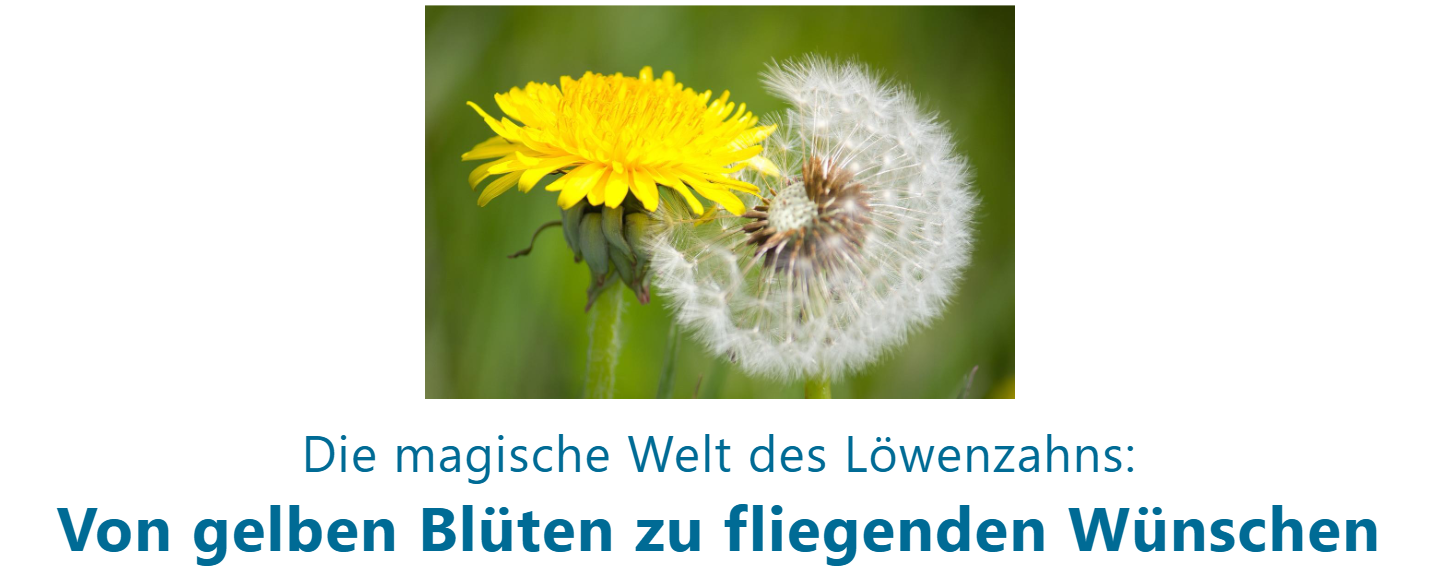 Die magische Welt des Löwenzahns:
Von gelben Blüten zu fliegenden Wünschen